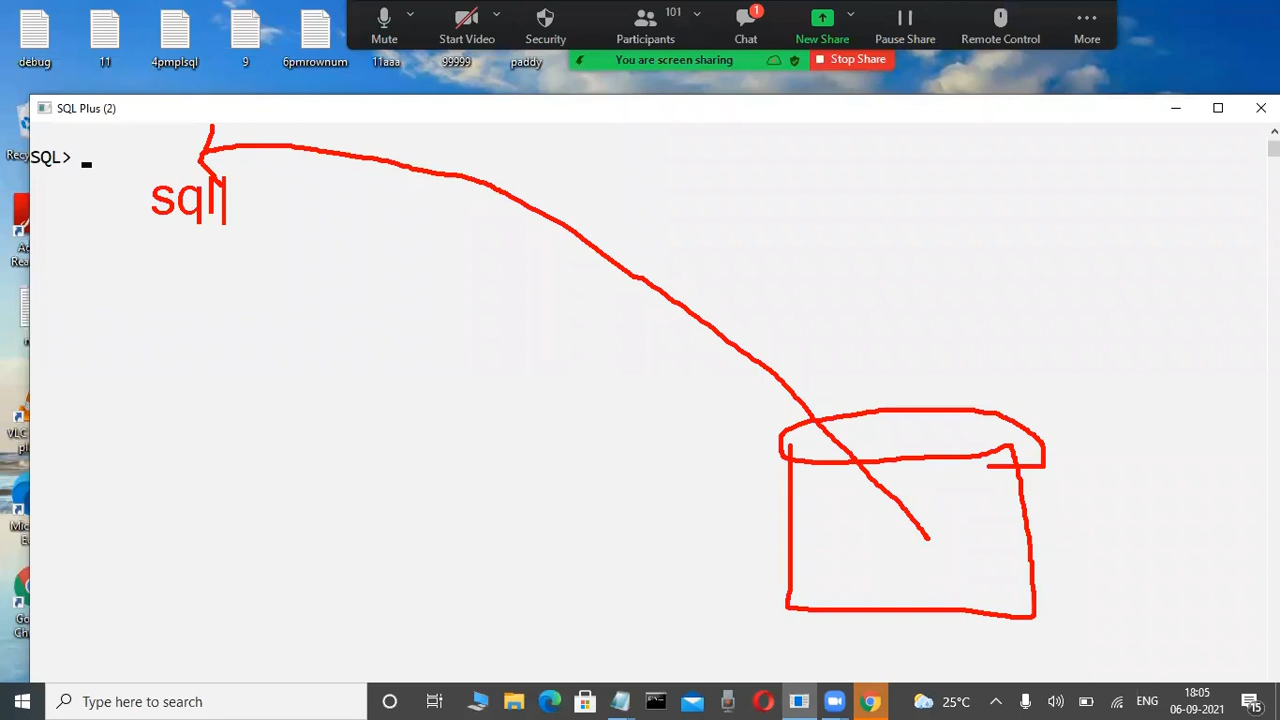 101
1
Mute
Start Video
Security
Participants
Chat
New Share
Pause Share
Remote Control
More
debug
11
4pmplsql
9
6pmrownum
11aaa
99999
paddy
You are screen sharing
Stop Share
SQL Plus (2)
SQL>
sql
Type here to search
25°C
ENG
18:05
06-09-2021
15